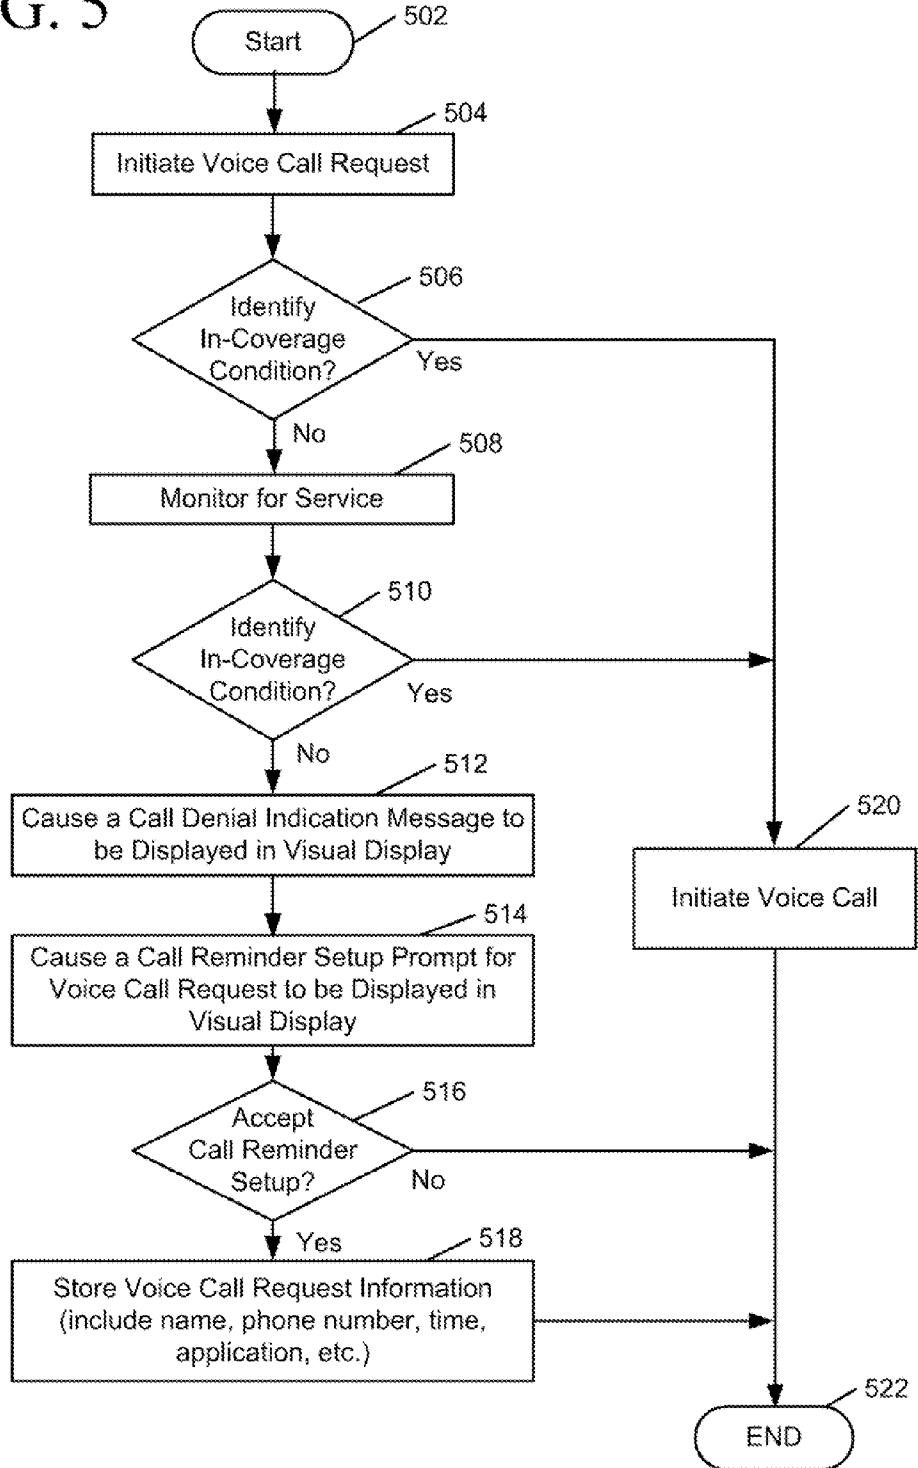 G. 5
Start
502
504
Initiate Voice Call Request
506
Identify
In-Coverage
Condition?
Yes
No
508
Monitor for Service
510
Identify
In-Coverage
Condition?
Yes
No
512
Cause a Call Denial Indication Message to
be Displayed in Visual Display
520
Initiate Voice Call
514
Cause a Call Reminder Setup Prompt for
Voice Call Request to be Displayed in
Visual Display
516
Accept
Call Reminder
Setup?
No
Yes
518
Store Voice Call Request Information
(include name, phone number, time,
application, etc.)
522
END